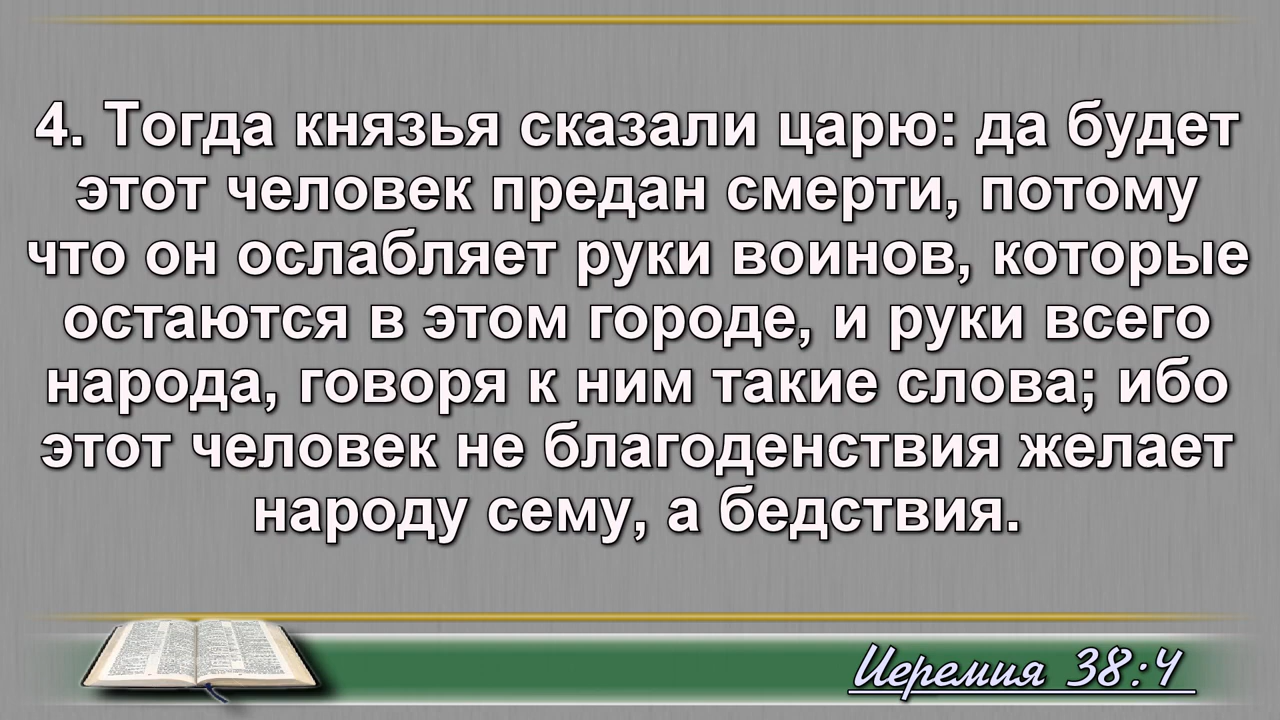 4. Тогда князья сказали царю: да будет
этот человек предан смерти, потому
что он ослабляет руки воинов, которые
остаются в этом городе, и руки всего
народа, говоря к ним такие слова; ибо
этот человек не благоденствия желает
народу сему, а бедствия.
Иеремия 38:4